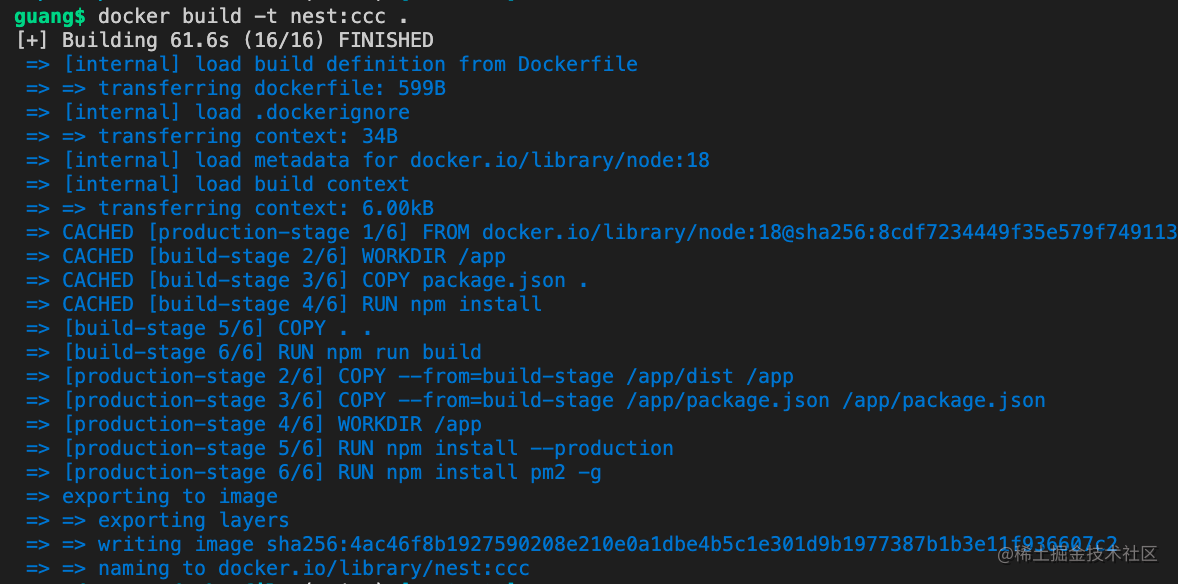 guang$ docker build -t nest:ccc .
[+] Building 61.6s (16/16) FINISHED
=> [internal] load build definition from Dockerfile
=> => transferring dockerfile: 599B
=> [internal] load .dockerignore
=> => transferring context: 34B
=> [internal] load metadata for docker.io/library/node:18
=> [internal] load build context
=> => transferring context: 6.00kB
=> CACHED [production-stage 1/6] FROM docker.io/library/node:18@sha256:8cdf7234449f35e579f749113
=> CACHED [build-stage 2/6] WORKDIR /app
=> CACHED [build-stage 3/6] COPY package.json .
=> CACHED [build-stage 4/6] RUN npm install
=> [build-stage 5/6] COPY . .
=> [build-stage 6/6] RUN npm run build
=> [production-stage 2/6] COPY --from=build-stage /app/dist /app
=> [production-stage 3/6] COPY --from=build-stage /app/package.json /app/package.json
=> [production-stage 4/6] WORKDIR /app
=> [production-stage 5/6] RUN npm install --production
=> [production-stage 6/6] RUN npm install pm2 -g
=> exporting to image
=> => exporting layers
=> => writing image sha256:4ac46f8b1927590208e210e0a1dbe4b5c1e301d9b1977387b1b3e11f936607c2
=> => naming to docker.io/library/nest:ccc
@稀土掘金技术社区